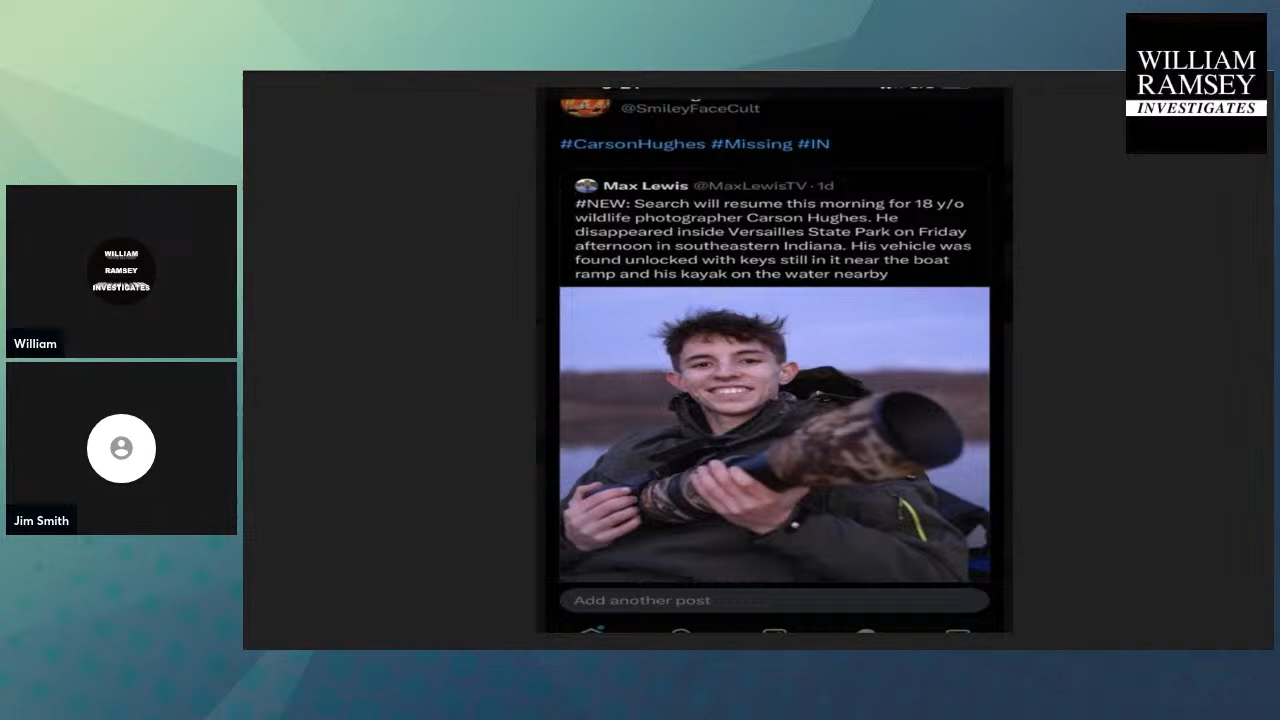 WILLIAM
RAMSEY
INVESTIGATES
@SmileyFaceCult
#CarsonHughes #Missing #IN
Max Lewis @MaxLewisTV · 1d
#NEW: Search will resume this morning for 18 y/o
wildlife photographer Carson Hughes. He
disappeared inside Versailles State Park on Friday
afternoon in southeastern Indiana. His vehicle was
found unlocked with keys still in it near the boat
ramp and his kayak on the water nearby
Add another post
WILLIAM
RAMSEY
INVESTIGATES
William
Jim Smith